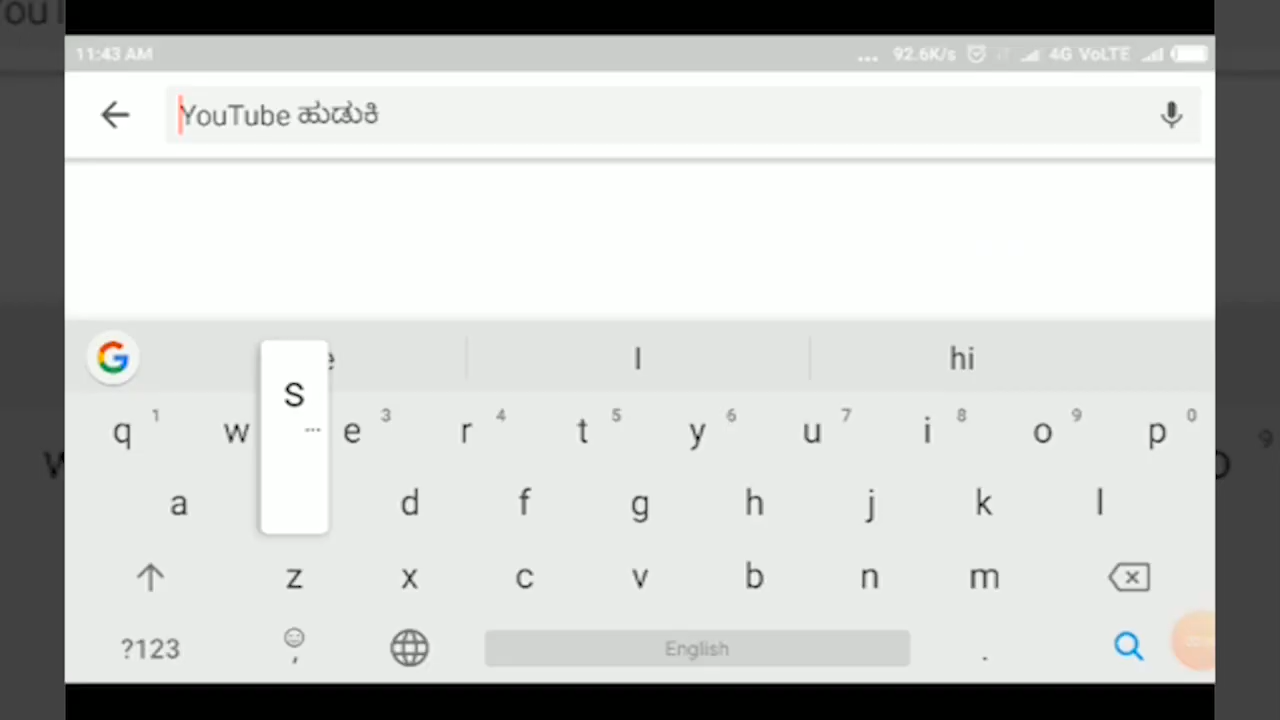 11:43 AM ... 92.6K/s 4G VoLTE
YouTube ಹುಡುಕಿ
I hi
q 1 w e 3 r 4 t 5 y 6 u 7 i 8 o 9 p 0
S ...
a d f g h j k l
z x c v b n m
?123 , English .